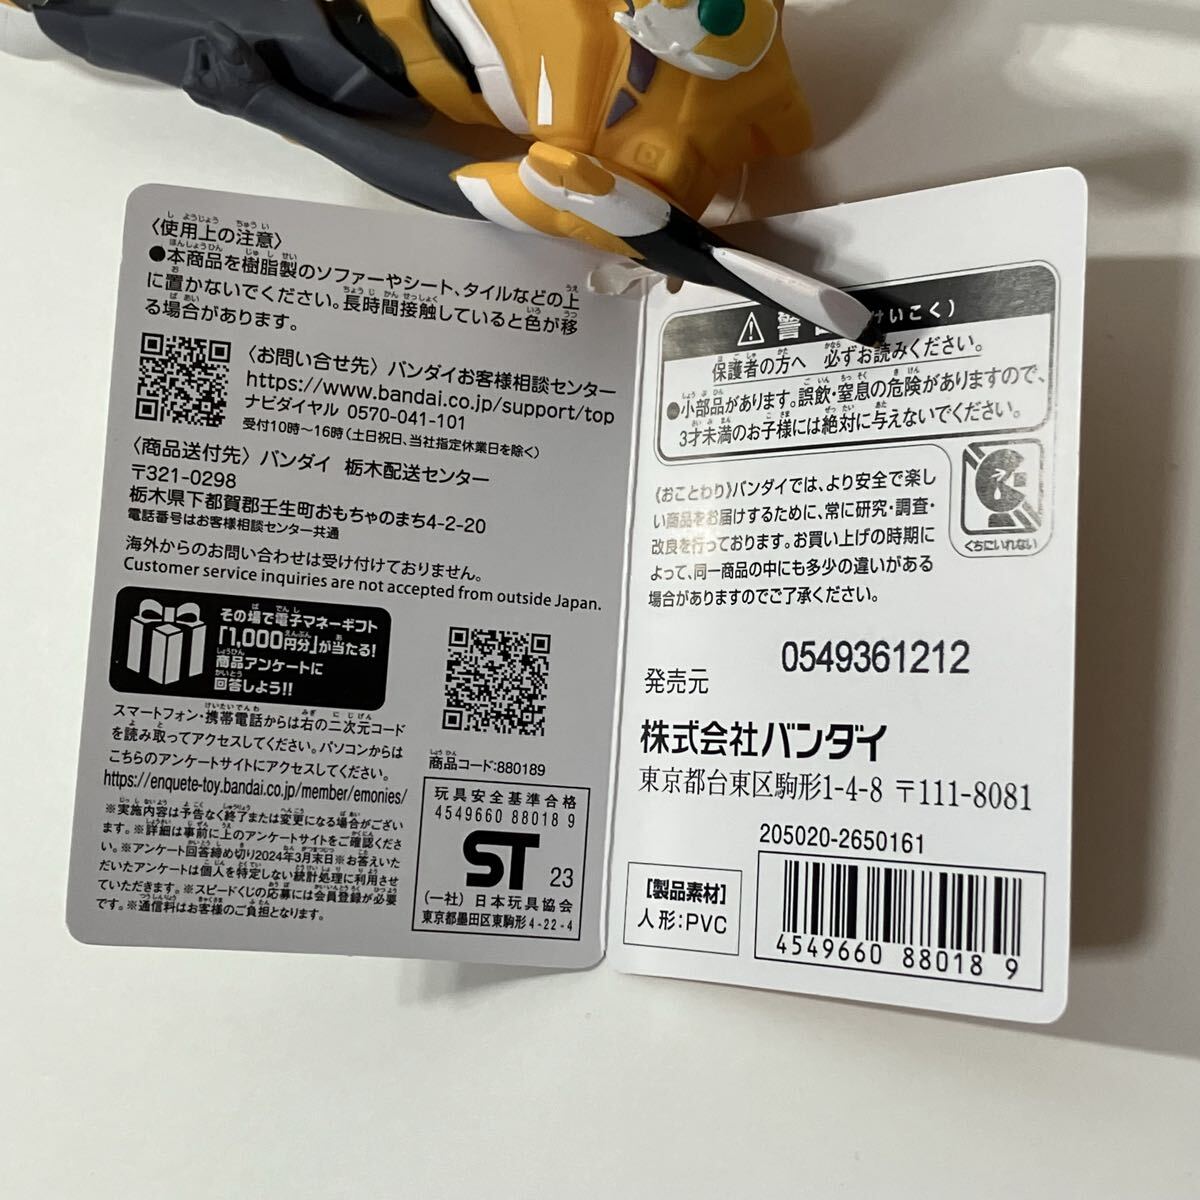 〈使用上の注意〉
●本商品を樹脂製のソファーやシート、タイルなどの上
に置かないでください。長時間接触していると色が移
る場合があります。
〈お問い合せ先〉バンダイお客様相談センター
https://www.bandai.co.jp/support/top
ナビダイヤル 0570-041-101
受付10時〜16時(土日祝日、当社指定休業日を除く)
〈商品送付先〉バンダイ 栃木配送センター
〒321-0298
栃木県下都賀郡壬生町おもちゃのまち4-2-20
電話番号はお客様相談センター共通
海外からのお問い合わせは受け付けておりません。
Customer service inquiries are not accepted from outside Japan.
その場で電子マネーギフト
「1,000円分」が当たる!
商品アンケートに
回答しよう!!
スマートフォン・携帯電話からは右の二次元コード
を読み取ってアクセスしてください。パソコンからは
こちらのアンケートサイトにアクセスしてください。
https://enquete-toy.bandai.co.jp/member/emonies/
※実施内容は予告なく終了または変更になる場合がござい
ます。※詳細は事前に上のアンケートサイトをご確認くださ
い。※アンケート回答締め切り2024年3月末日※お答えいた
だいたアンケートは個人を特定しない統計処理に利用させ
ていただきます。※スピードくじの応募には会員登録が必要
です。※通信料はお客様のご負担となります。
商品コード:880189
玩具安全基準合格
4549660 88018 9
ST 23
(一社)日本玩具協会
東京都墨田区東駒形4-22-4
警 けいこく)
保護者の方へ 必ずお読みください。
●小部品があります。誤飲・窒息の危険がありますので、
3才未満のお子様には絶対に与えないでください。
《おことわり》バンダイでは、より安全で楽し
い商品をお届けするために、常に研究・調査・
改良を行っております。お買い上げの時期に
よって、同一商品の中にも多少の違いがある
場合がありますのでご了承ください。
くちにいれない
0549361212
発売元
株式会社バンダイ
東京都台東区駒形1-4-8 〒111-8081
205020-2650161
【製品素材】
人形:PVC
4549660 88018 9